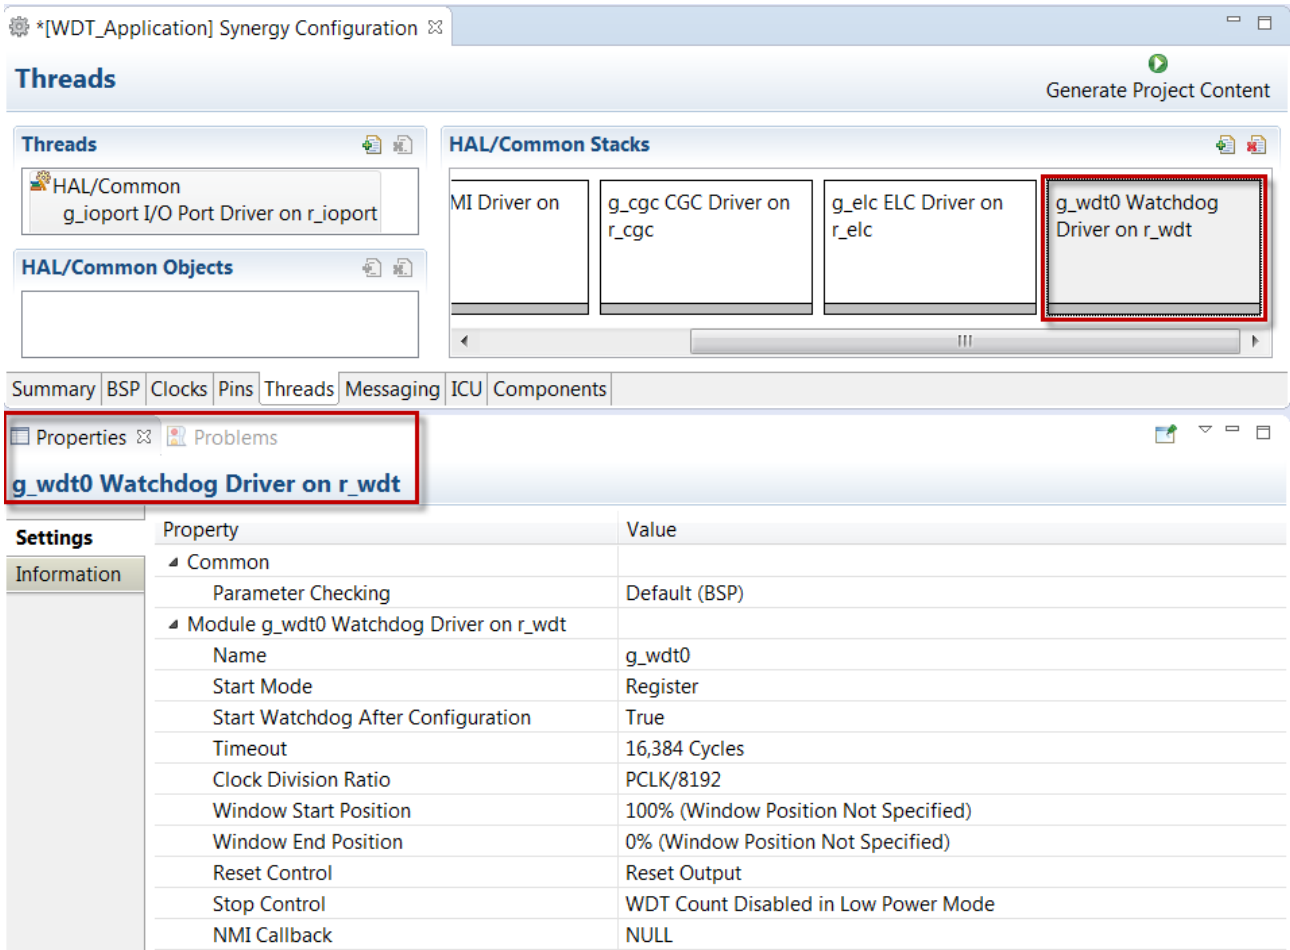 *[WDT_Application] Synergy Configuration
Threads
Generate Project Content
Threads
HAL/Common
g_ioport I/O Port Driver on r_ioport
HAL/Common Objects
HAL/Common Stacks
MI Driver on
g_cgc CGC Driver on
r_cgc
g_elc ELC Driver on
r_elc
g_wdt0 Watchdog
Driver on r_wdt
Summary BSP Clocks Pins Threads Messaging ICU Components
Properties Problems
g_wdt0 Watchdog Driver on r_wdt
Settings
Information
Property Value
Common
Parameter Checking Default (BSP)
Module g_wdt0 Watchdog Driver on r_wdt
Name g_wdt0
Start Mode Register
Start Watchdog After Configuration True
Timeout 16,384 Cycles
Clock Division Ratio PCLK/8192
Window Start Position 100% (Window Position Not Specified)
Window End Position 0% (Window Position Not Specified)
Reset Control Reset Output
Stop Control WDT Count Disabled in Low Power Mode
NMI Callback NULL